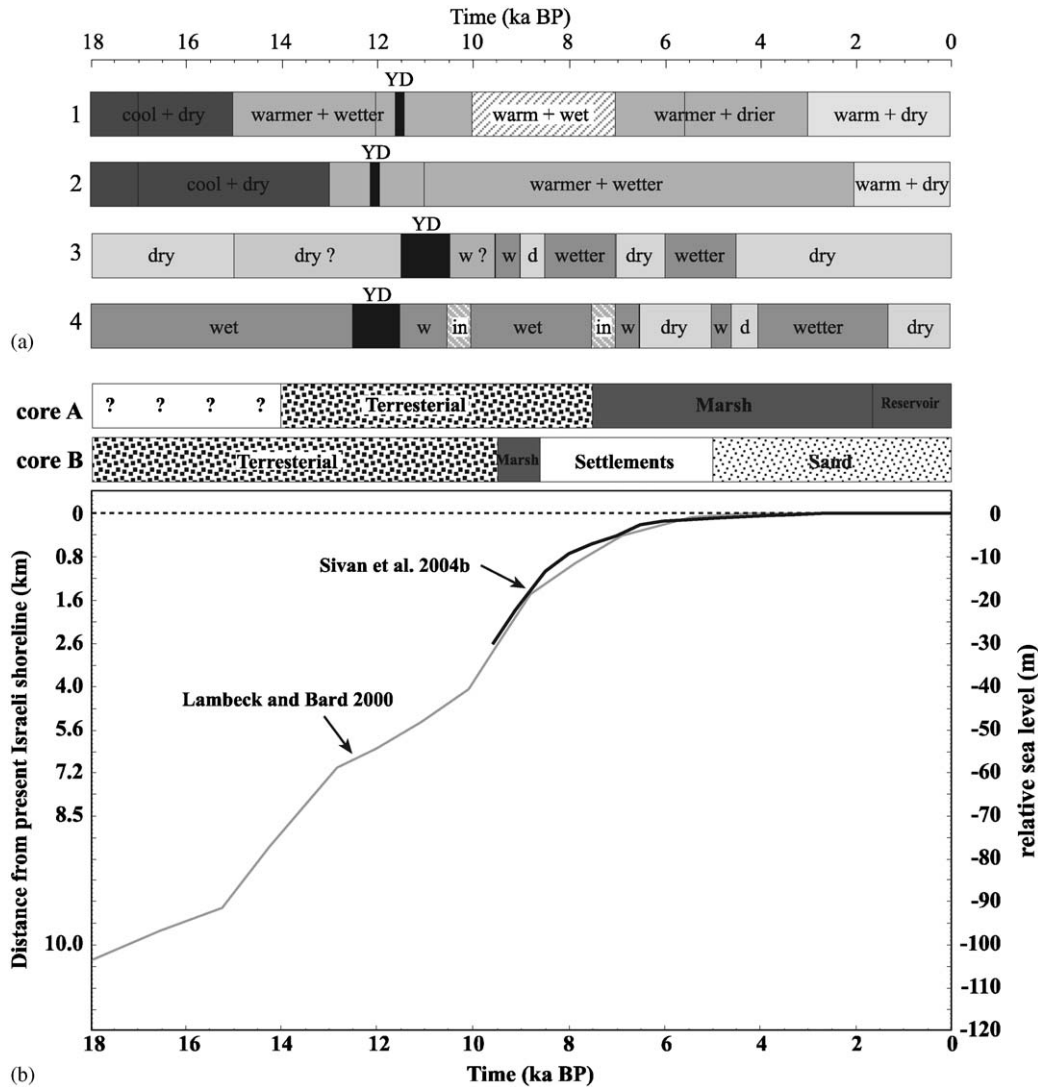 Time (ka BP)
18 16 14 12 10 8 6 4 2 0
YD
1 cool + dry warmer + wetter warm + wet warmer + drier warm + dry
YD
2 cool + dry warmer + wetter warm + dry
YD
3 dry dry ? w ? w d wetter dry wetter dry
YD
4 wet w in wet in w dry w d wetter dry
(a)
core A ? ? ? ? Terresterial Marsh Reservoir
core B Terresterial Marsh Settlements Sand
0 0
0.8 -10
Sivan et al. 2004b
1.6 -20
2.6 -30
4.0 -40
Lambeck and Bard 2000
5.6 -50
7.2 -60
8.5 -70
-80
-90
10.0 -100
-110
-120
Distance from present Israeli shoreline (km)
relative sea level (m)
18 16 14 12 10 8 6 4 2 0
(b) Time (ka BP)